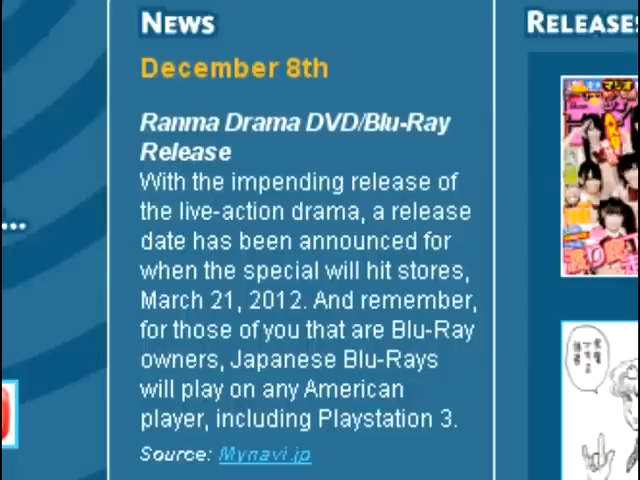 News
December 8th
Ranma Drama DVD/Blu-Ray
Release
With the impending release of
the live-action drama, a release
date has been announced for
when the special will hit stores,
March 21, 2012. And remember,
for those of you that are Blu-Ray
owners, Japanese Blu-Rays
will play on any American
player, including Playstation 3.
Source: Mynavi.jp
...
Releases